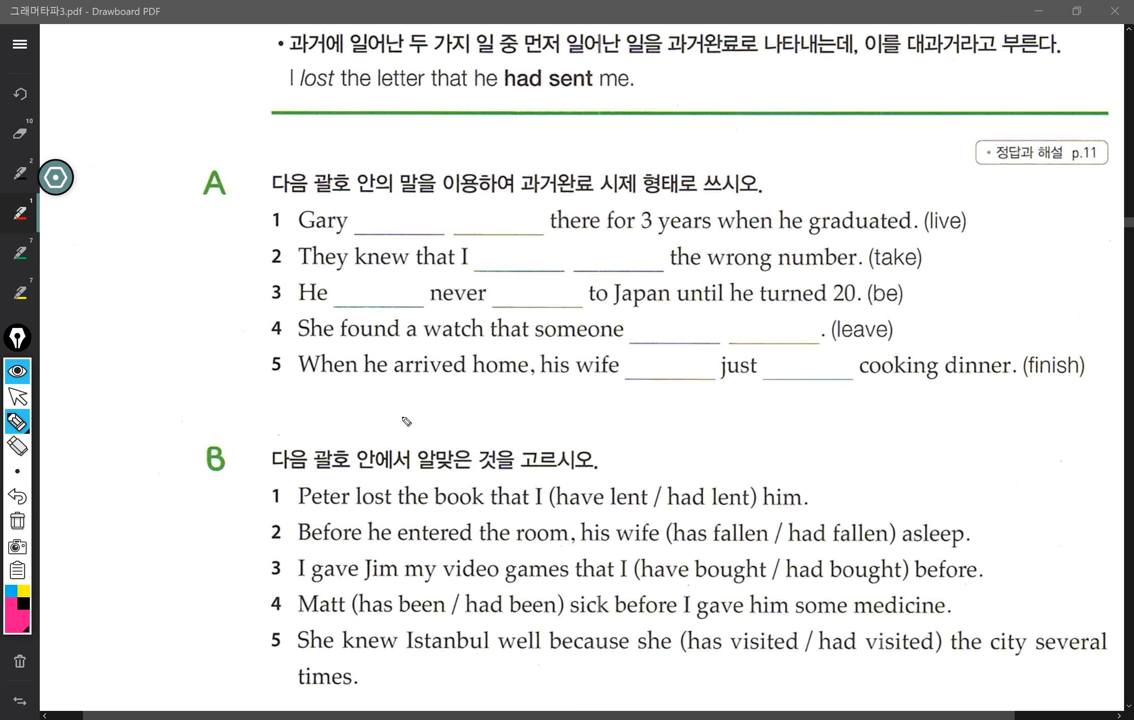 그래머타파3.pdf - Drawboard PDF
• 과거에 일어난 두 가지 일 중 먼저 일어난 일을 과거완료로 나타내는데, 이를 대과거라고 부른다.
I lost the letter that he had sent me.
• 정답과 해설 p.11
A 다음 괄호 안의 말을 이용하여 과거완료 시제 형태로 쓰시오.
1 Gary ________ ________ there for 3 years when he graduated. (live)
2 They knew that I ________ ________ the wrong number. (take)
3 He ________ never ________ to Japan until he turned 20. (be)
4 She found a watch that someone ________ ________. (leave)
5 When he arrived home, his wife ________ just ________ cooking dinner. (finish)
B 다음 괄호 안에서 알맞은 것을 고르시오.
1 Peter lost the book that I (have lent / had lent) him.
2 Before he entered the room, his wife (has fallen / had fallen) asleep.
3 I gave Jim my video games that I (have bought / had bought) before.
4 Matt (has been / had been) sick before I gave him some medicine.
5 She knew Istanbul well because she (has visited / had visited) the city several
times.
10
2
1
7
7